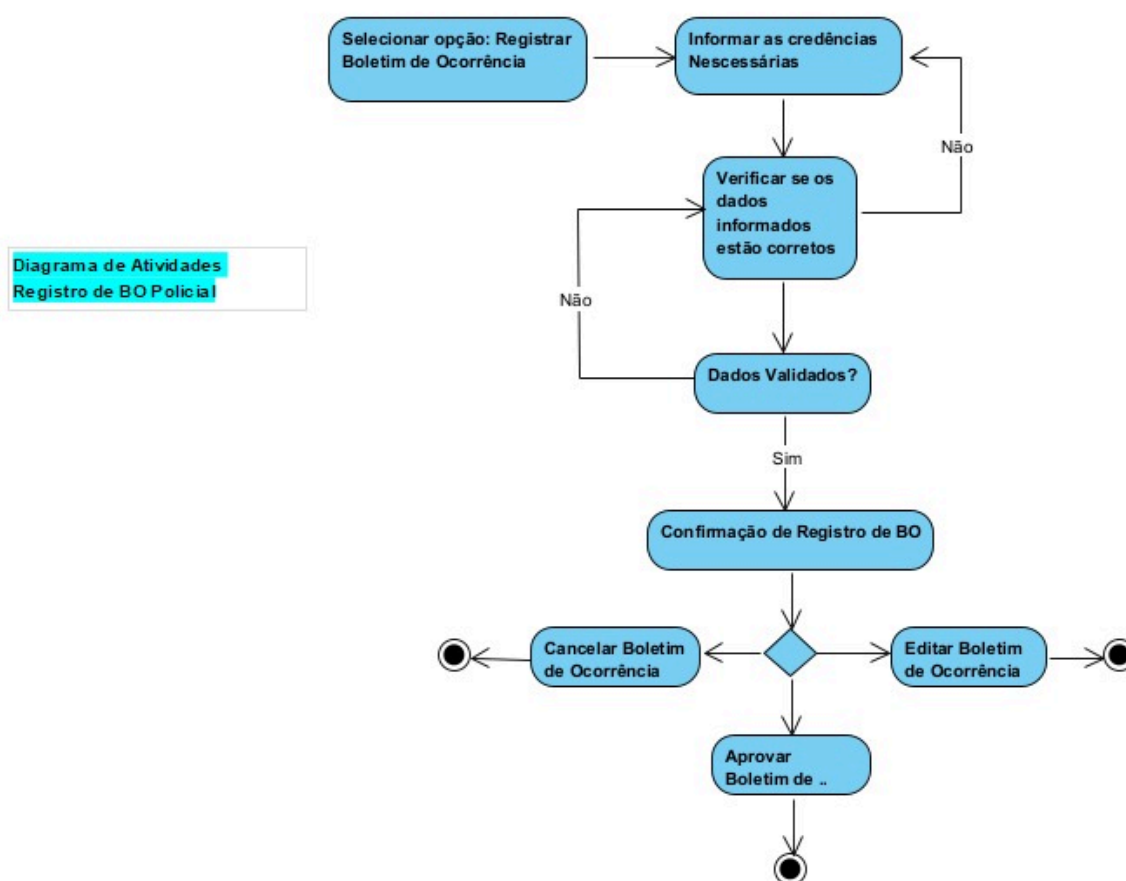 Selecionar opção: Registrar
Boletim de Ocorrência
Informar as credências
Nescessárias
Não
Verificar se os
dados
informados
estão corretos
Diagrama de Atividades
Registro de BO Policial
Não
Dados Validados?
Sim
Confirmação de Registro de BO
Cancelar Boletim
de Ocorrência
Editar Boletim
de Ocorrência
Aprovar
Boletim de ..